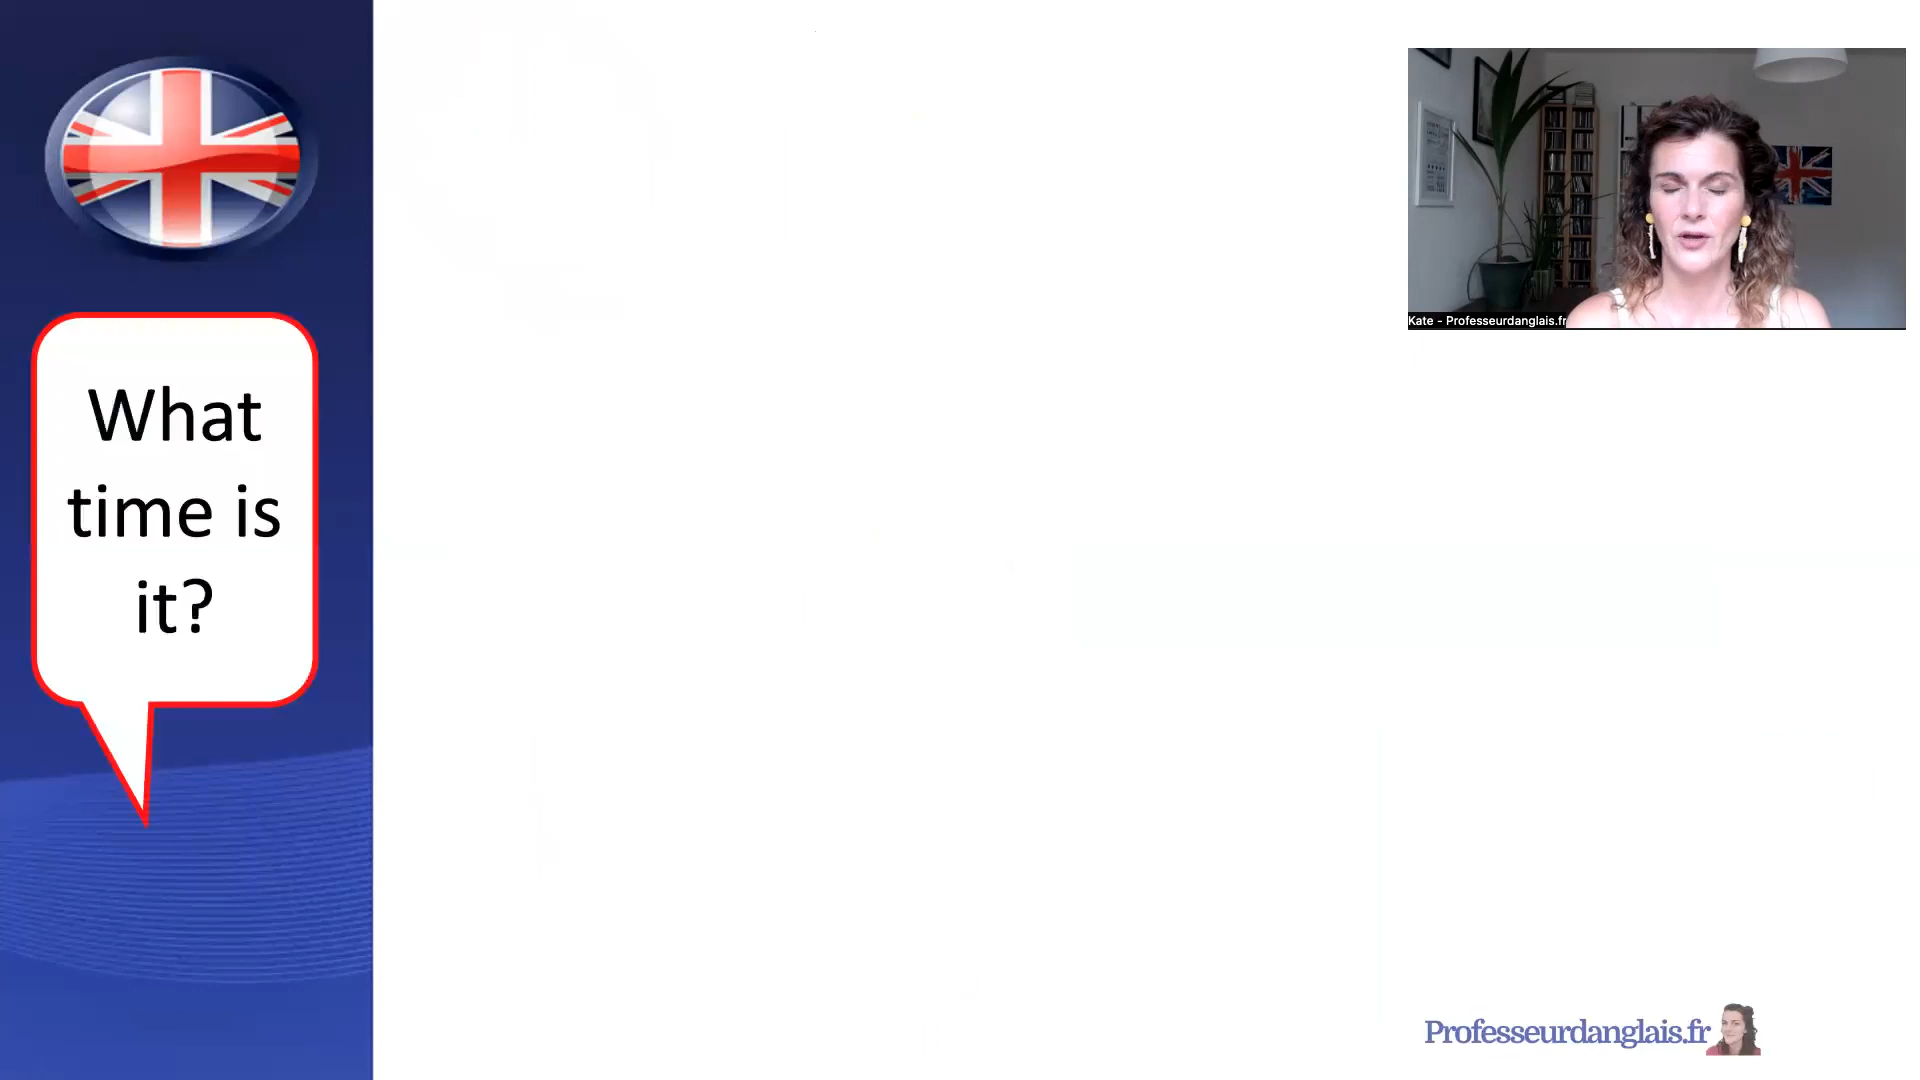 What
time is
it?
Kate - Professeurdanglais.fr
Professeurdanglais.fr